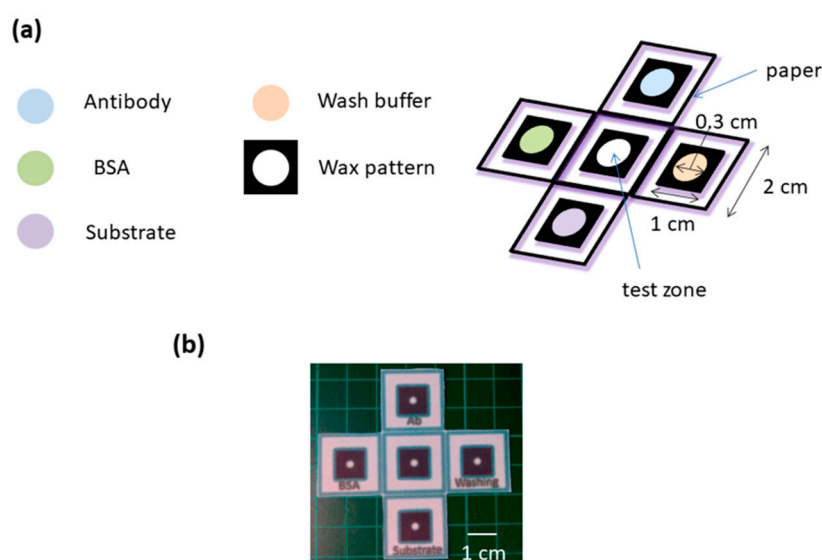 (a)
Antibody
Wash buffer
BSA
Wax pattern
Substrate
paper
0.3 cm
2 cm
1 cm
test zone
(b)
Ab
BSA
Washing
Substrate
1 cm